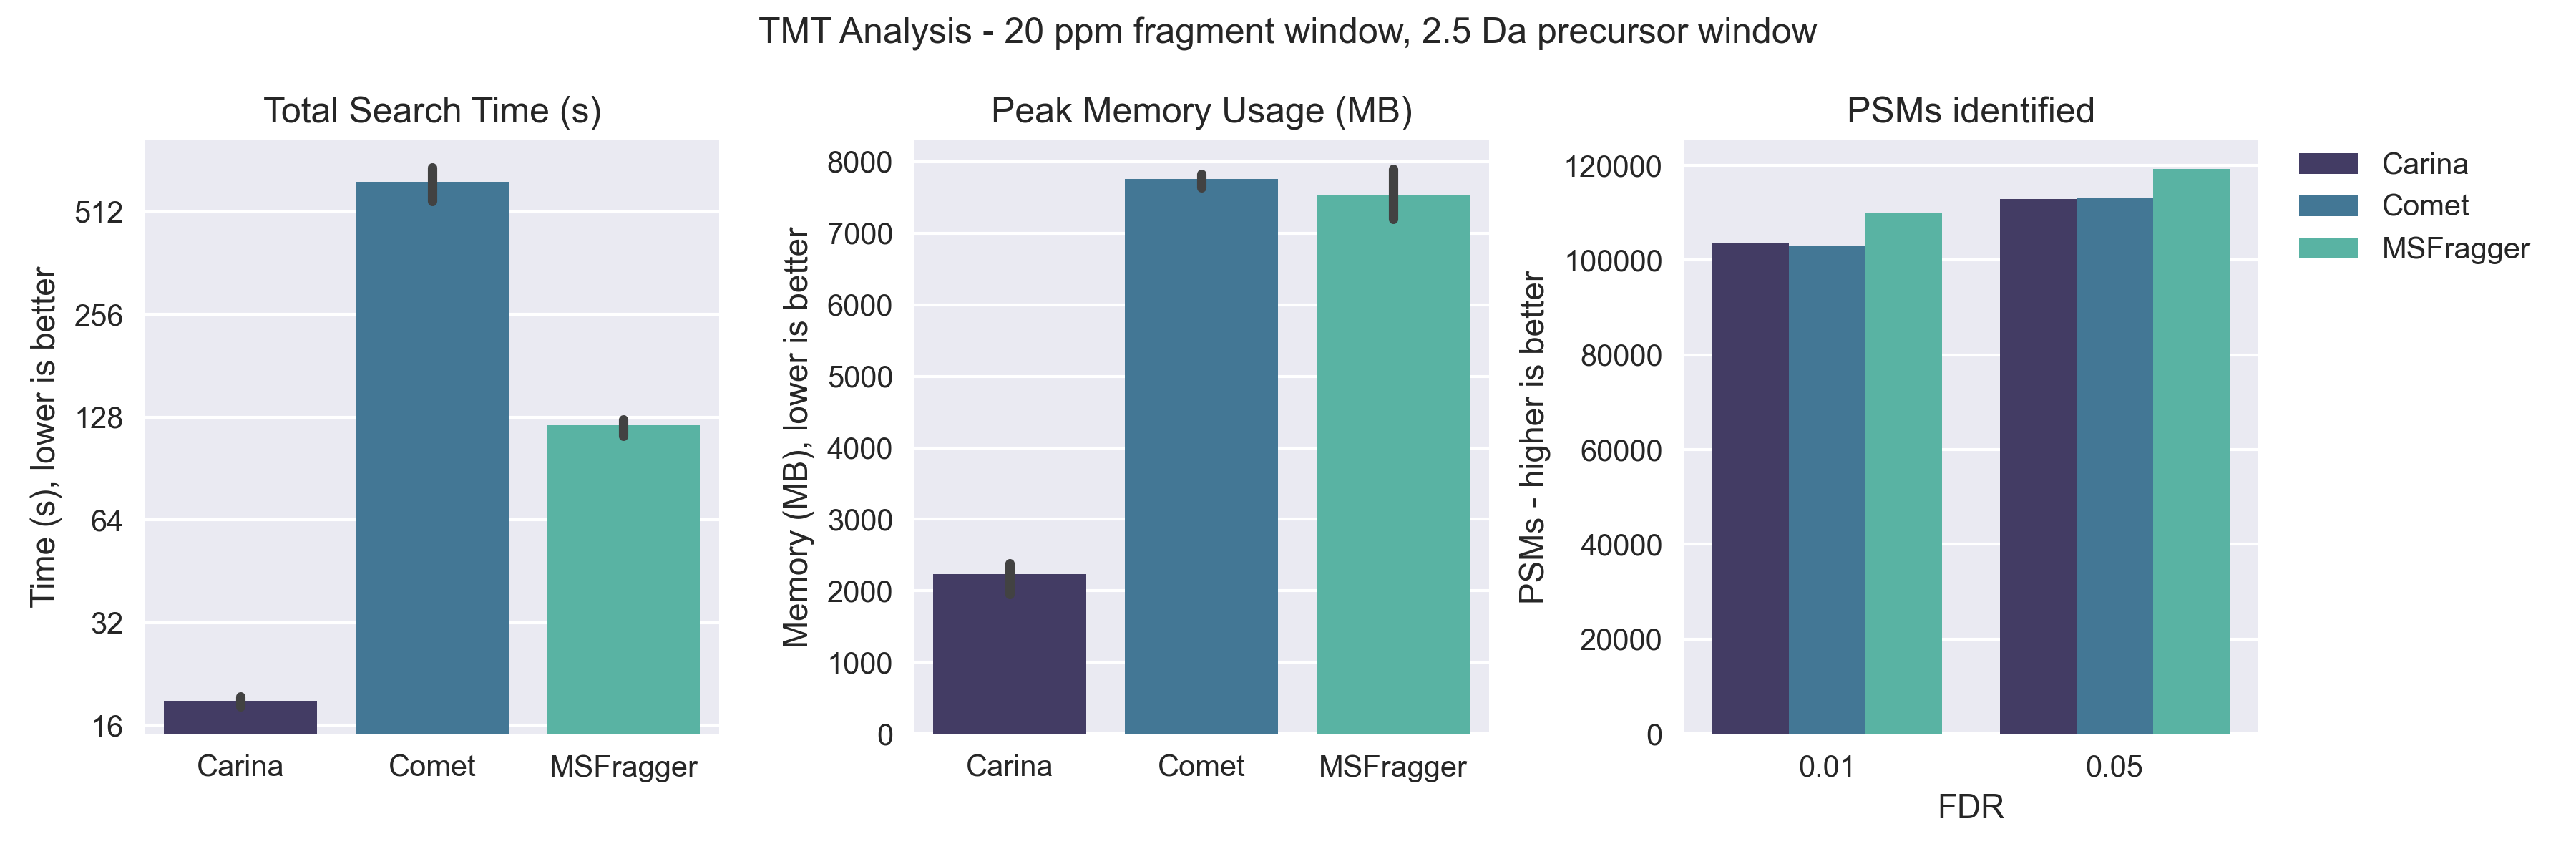 TMT Analysis - 20 ppm fragment window, 2.5 Da precursor window
Total Search Time (s)
Time (s), lower is better
512
256
128
64
32
16
Carina
Comet
MSFragger
Peak Memory Usage (MB)
Memory (MB), lower is better
8000
7000
6000
5000
4000
3000
2000
1000
0
Carina
Comet
MSFragger
PSMs identified
PSMs - higher is better
120000
100000
80000
60000
40000
20000
0
0.01
0.05
FDR
Carina
Comet
MSFragger